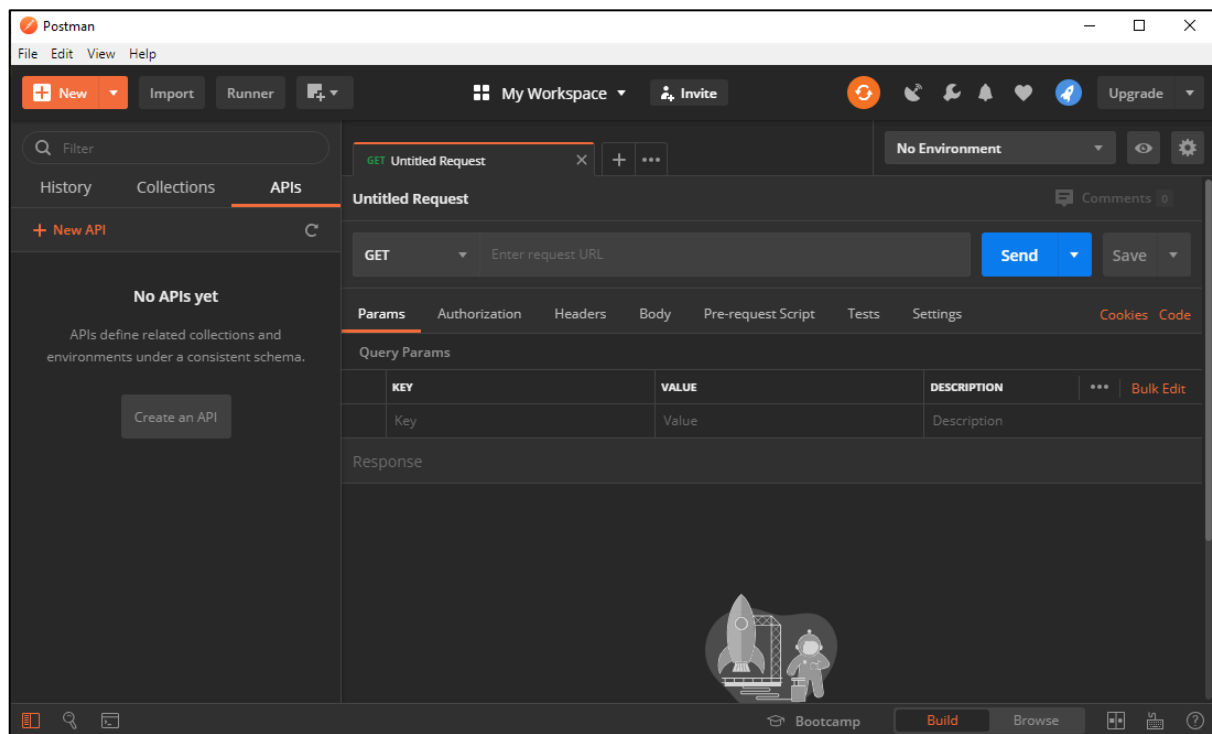 Postman
File Edit View Help
New Import Runner My Workspace Invite Upgrade
Filter
History Collections APIs
+ New API
No APIs yet
APIs define related collections and
environments under a consistent schema.
Create an API
GET Untitled Request
No Environment
Untitled Request
Comments 0
GET Enter request URL Send Save
Params Authorization Headers Body Pre-request Script Tests Settings Cookies Code
Query Params
KEY VALUE DESCRIPTION Bulk Edit
Key Value Description
Response
Bootcamp Build Browse